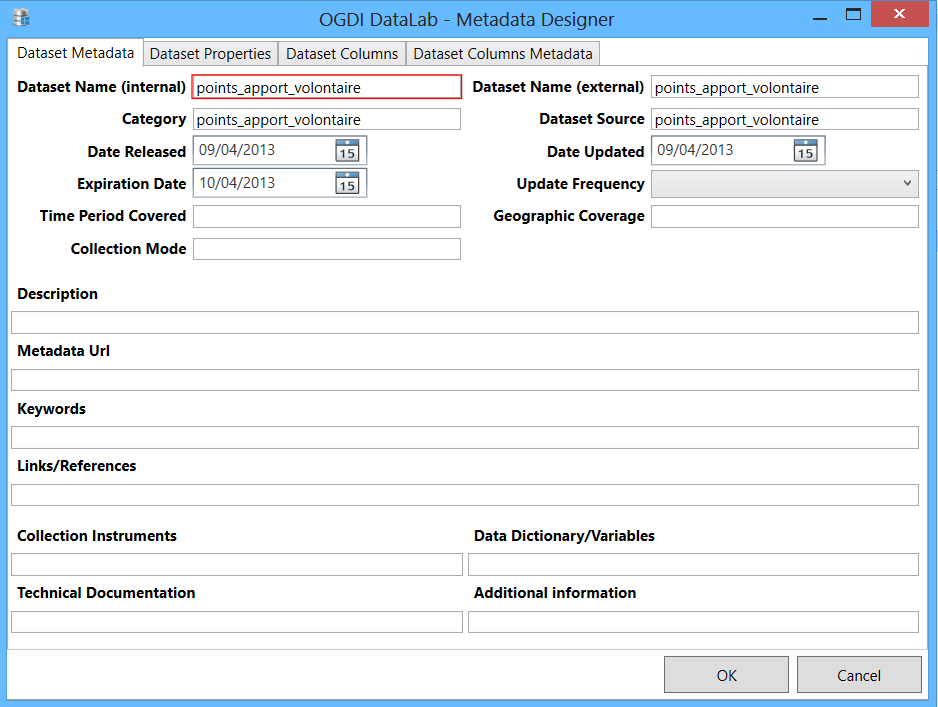 OGDI DataLab - Metadata Designer
Dataset Metadata Dataset Properties Dataset Columns Dataset Columns Metadata
Dataset Name (internal) points_apport_volontaire Dataset Name (external) points_apport_volontaire
Category points_apport_volontaire Dataset Source points_apport_volontaire
Date Released 09/04/2013 15 Date Updated 09/04/2013 15
Expiration Date 10/04/2013 15 Update Frequency
Time Period Covered Geographic Coverage
Collection Mode
Description
Metadata Url
Keywords
Links/References
Collection Instruments Data Dictionary/Variables
Technical Documentation Additional information
OK Cancel